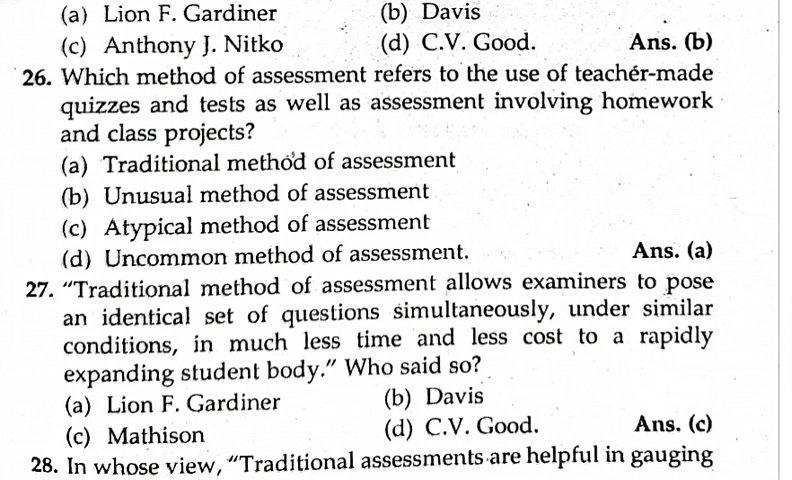 (a) Lion F. Gardiner (b) Davis
(c) Anthony J. Nitko (d) C.V. Good. Ans. (b)
26. Which method of assessment refers to the use of teacher-made
quizzes and tests as well as assessment involving homework
and class projects?
(a) Traditional method of assessment
(b) Unusual method of assessment
(c) Atypical method of assessment
(d) Uncommon method of assessment. Ans. (a)
27. "Traditional method of assessment allows examiners to pose
an identical set of questions simultaneously, under similar
conditions, in much less time and less cost to a rapidly
expanding student body." Who said so?
(a) Lion F. Gardiner (b) Davis
(c) Mathison (d) C.V. Good. Ans. (c)
28. In whose view, "Traditional assessments are helpful in gauging